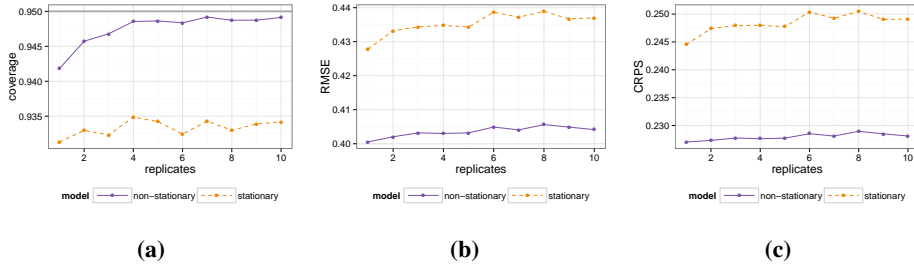 0.950
0.945
0.940
0.935
coverage
2 4 6 8 10
replicates
model non−stationary stationary
(a)
0.44
0.43
0.42
0.41
0.40
RMSE
2 4 6 8 10
replicates
model non−stationary stationary
(b)
0.250
0.245
0.240
0.235
0.230
CRPS
2 4 6 8 10
replicates
model non−stationary stationary
(c)